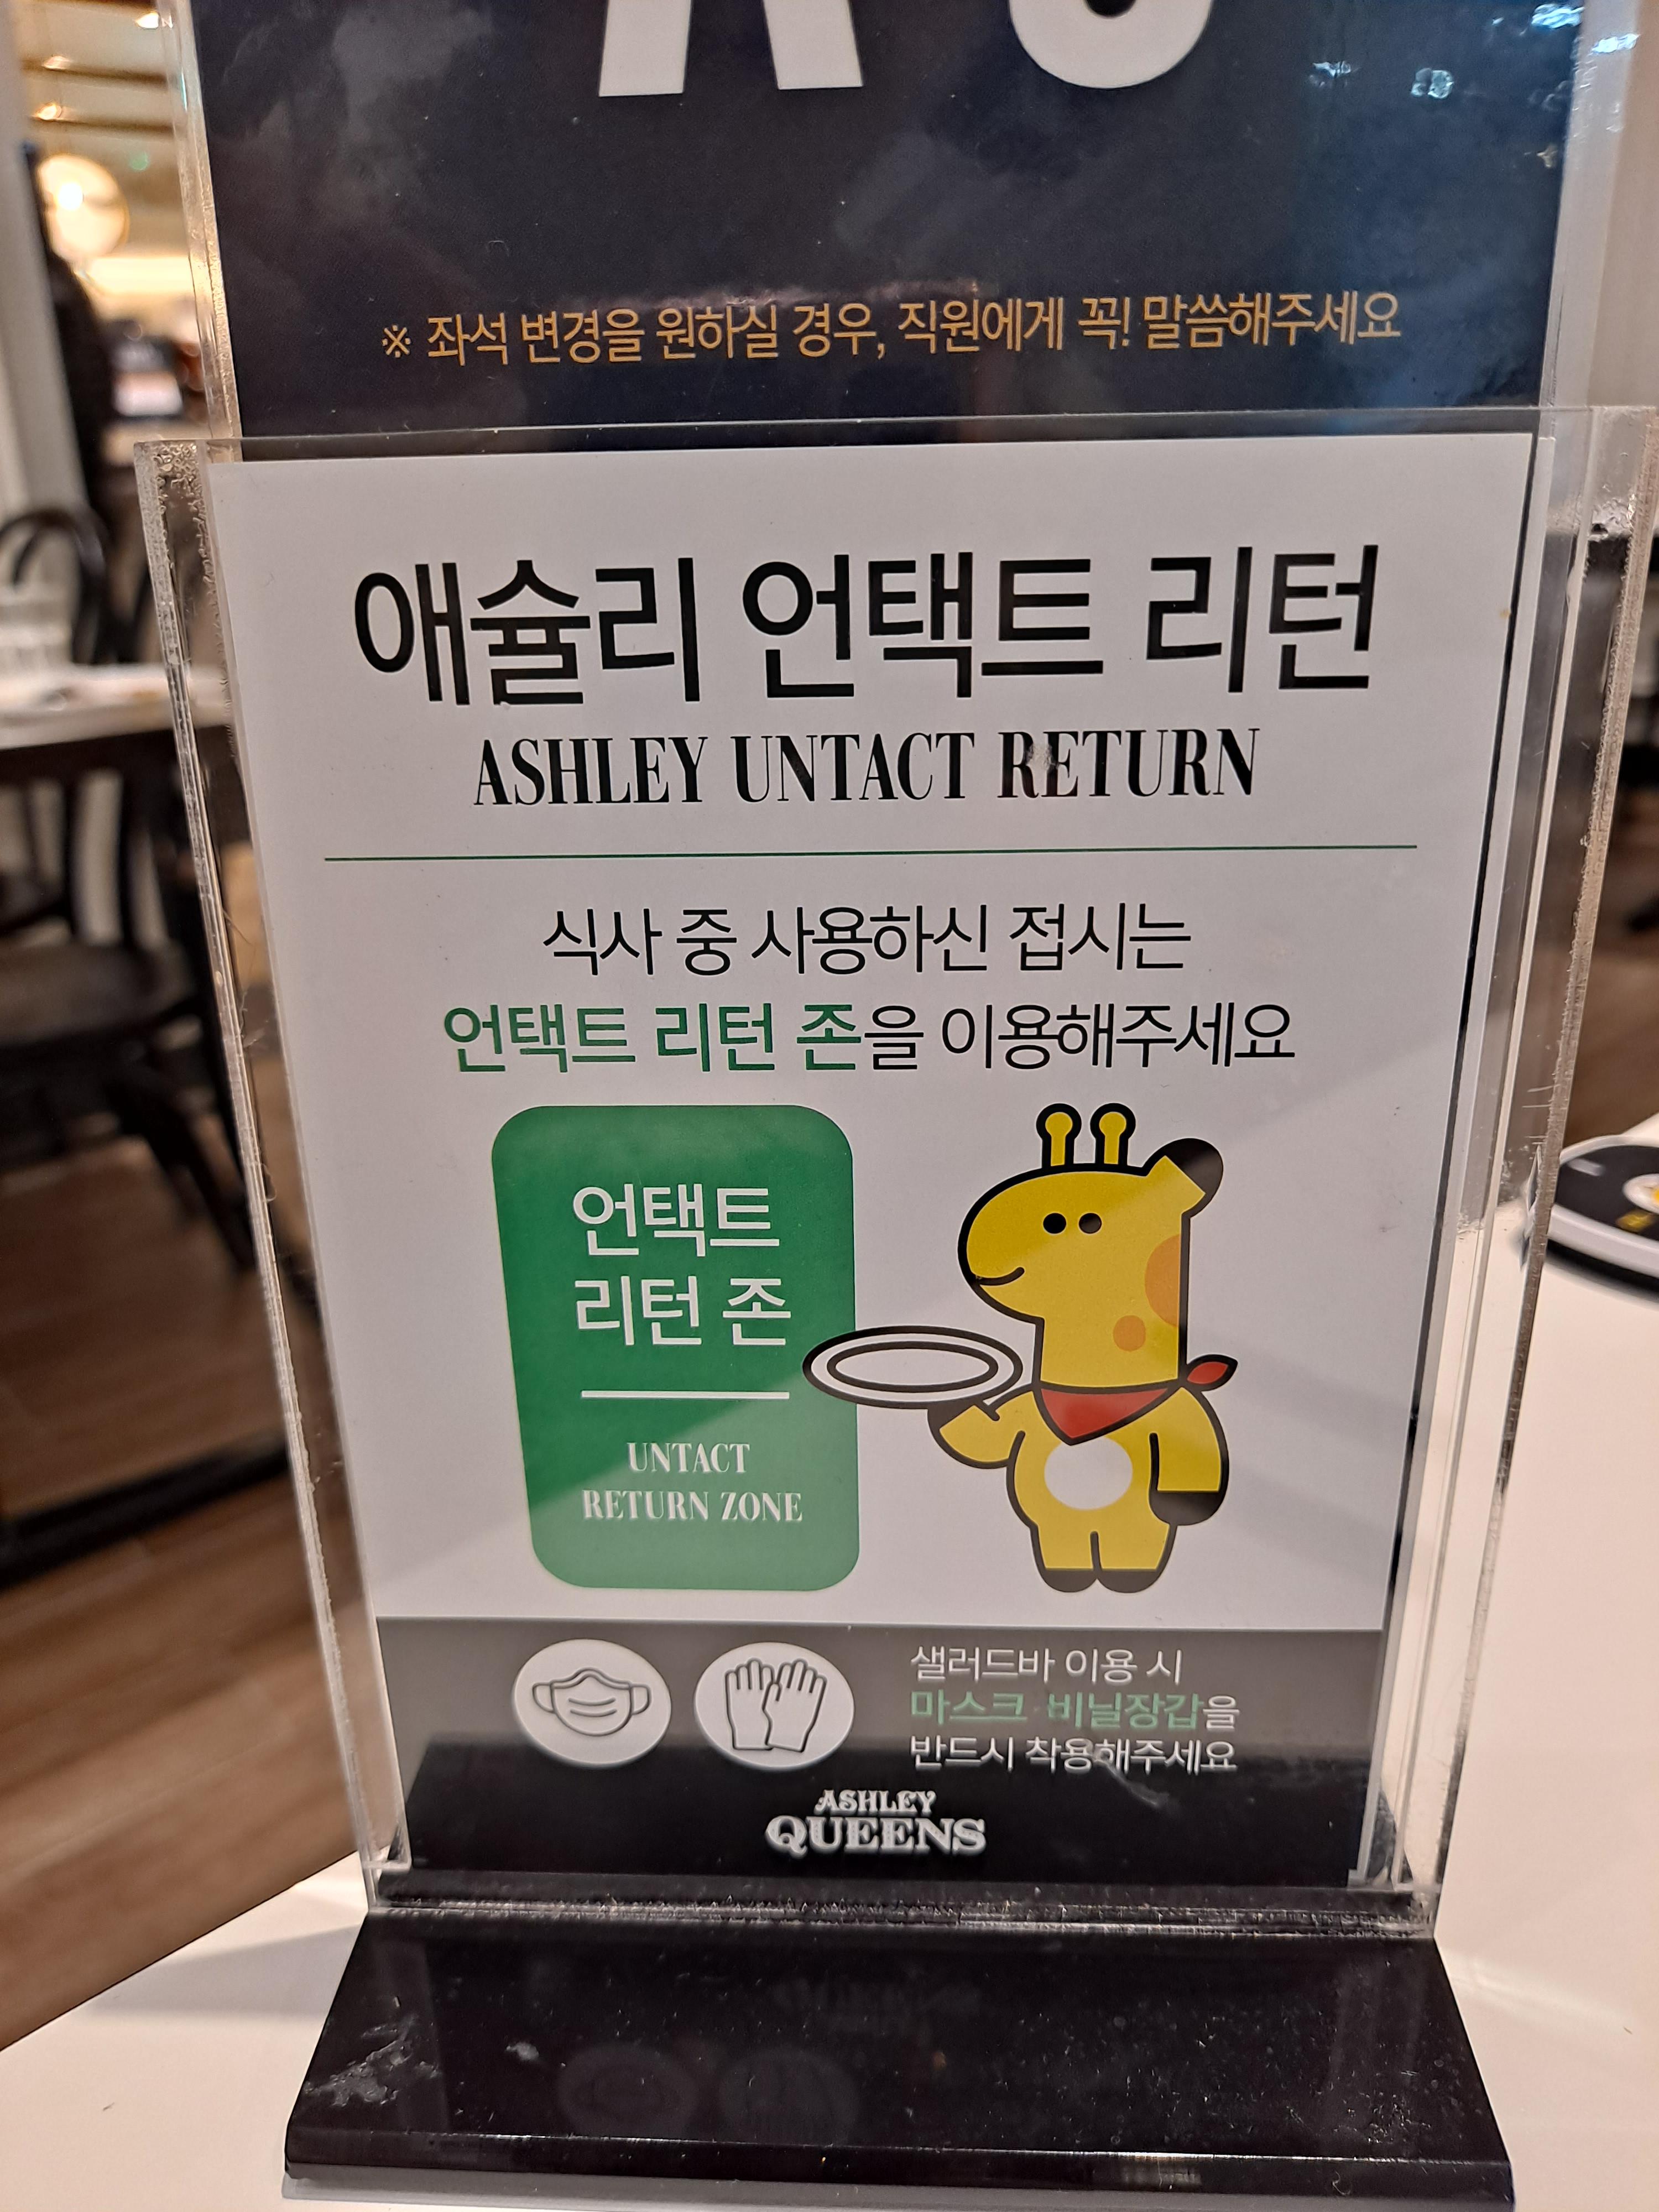 ※ 좌석 변경을 원하실 경우, 직원에게 꼭! 말씀해주세요
애슐리 언택트 리턴
ASHLEY UNTACT RETURN
식사 중 사용하신 접시는
언택트 리턴 존을 이용해주세요
언택트
리턴 존
UNTACT
RETURN ZONE
샐러드바 이용 시
마스크 비닐장갑을
반드시 착용해주세요
ASHLEY
QUEENS